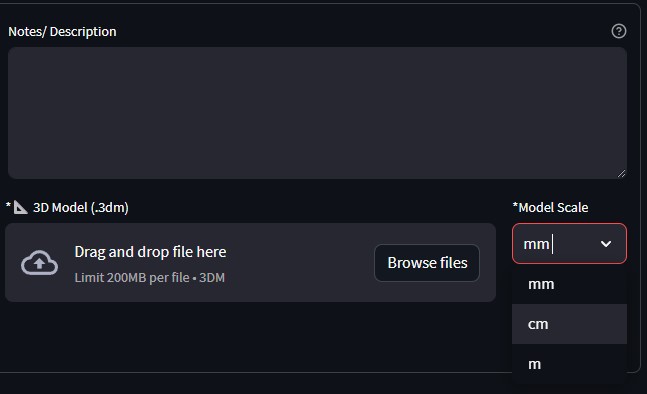 Notes/ Description
* 📐 3D Model (.3dm)
*Model Scale
Drag and drop file here
Limit 200MB per file • 3DM
Browse files
mm
mm
cm
m